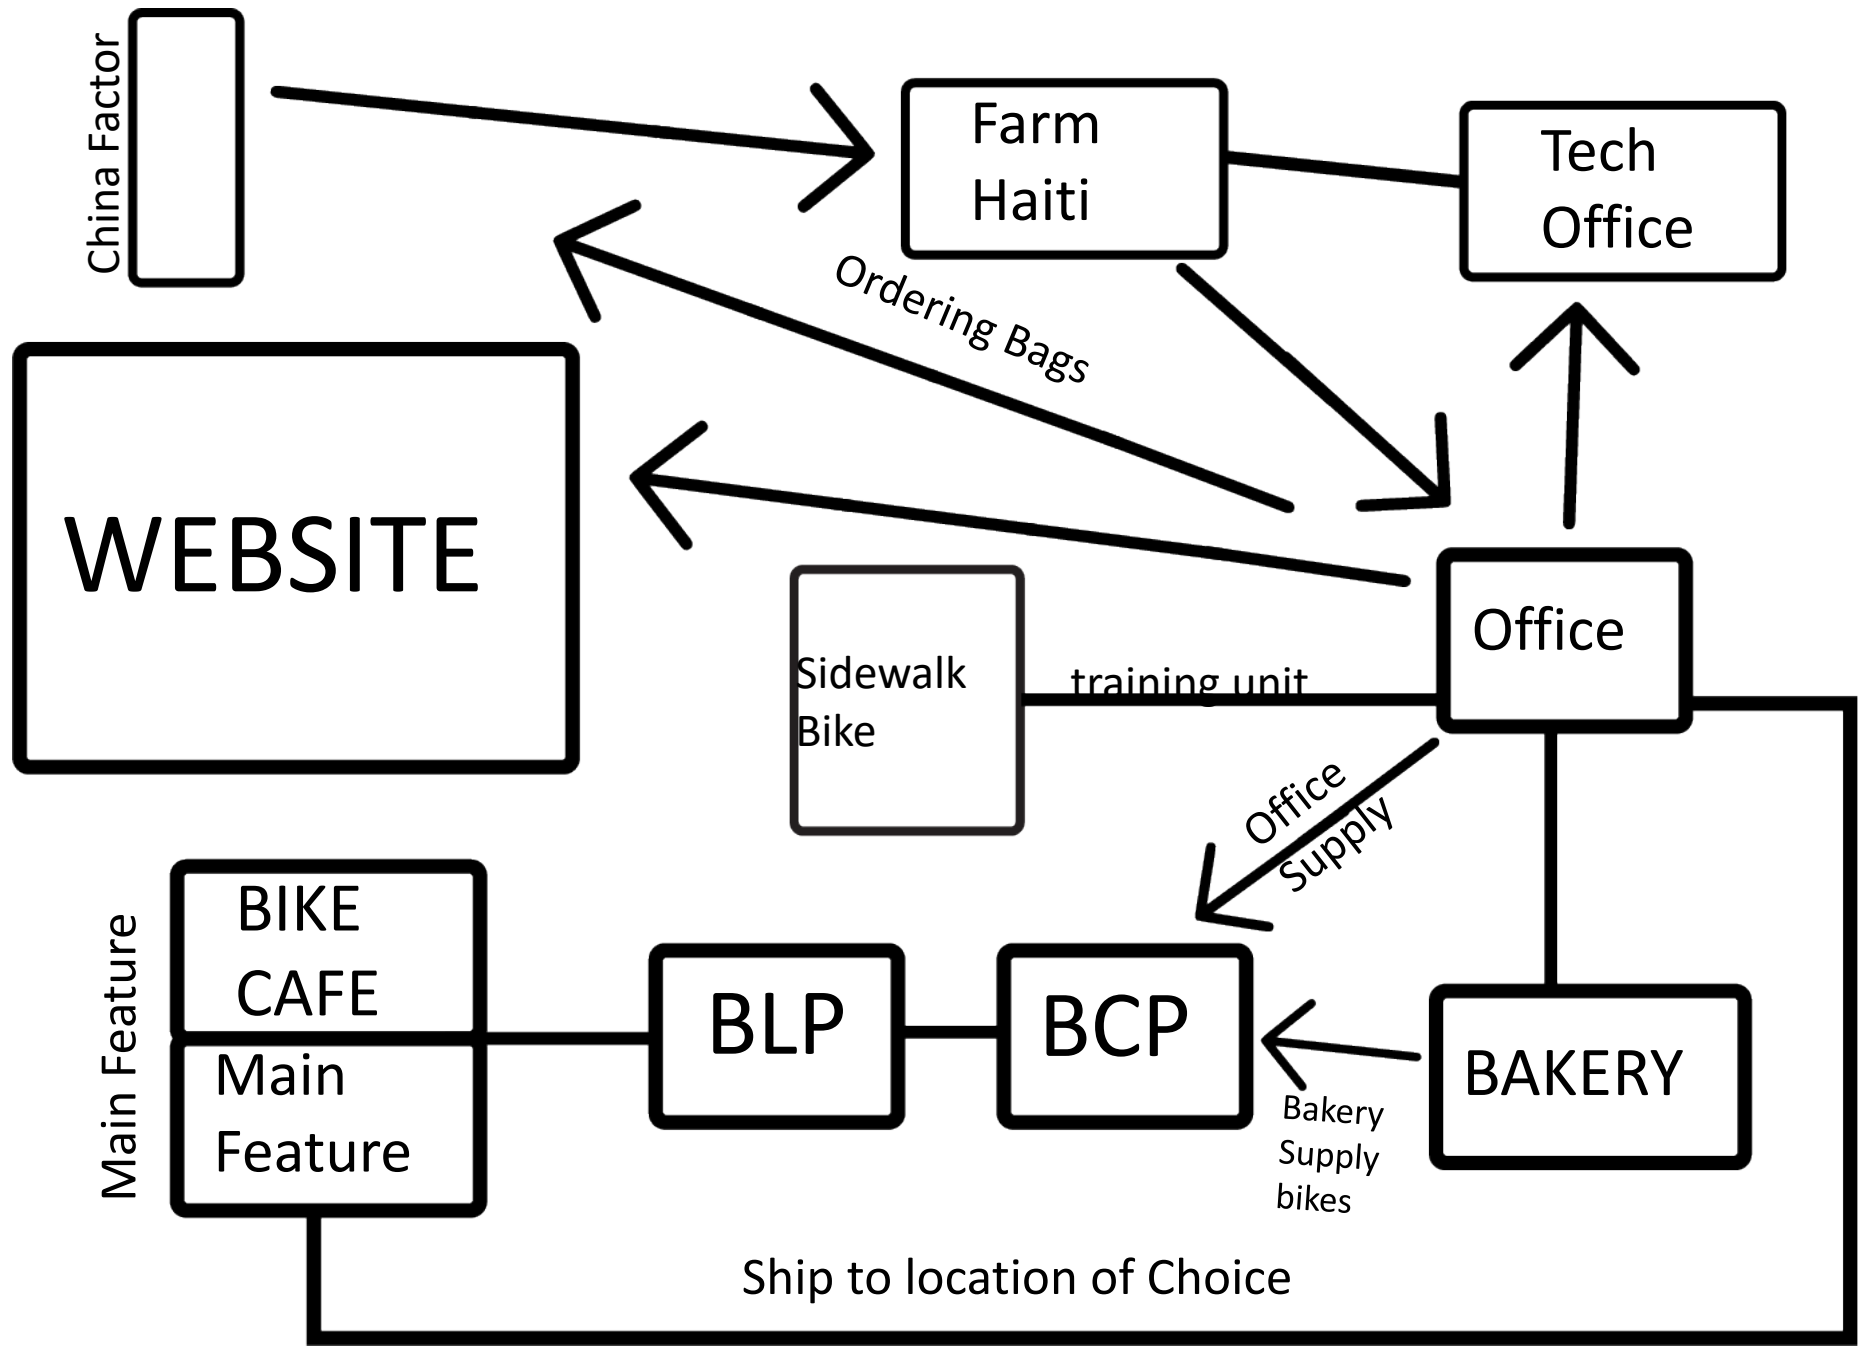 China Factor
Farm
Haiti
Tech
Office
Ordering Bags
WEBSITE
Office
Sidewalk
Bike
training unit
Office
Supply
Main Feature
BIKE
CAFE
Main
Feature
BLP
BCP
BAKERY
Bakery
Supply
bikes
Ship to location of Choice